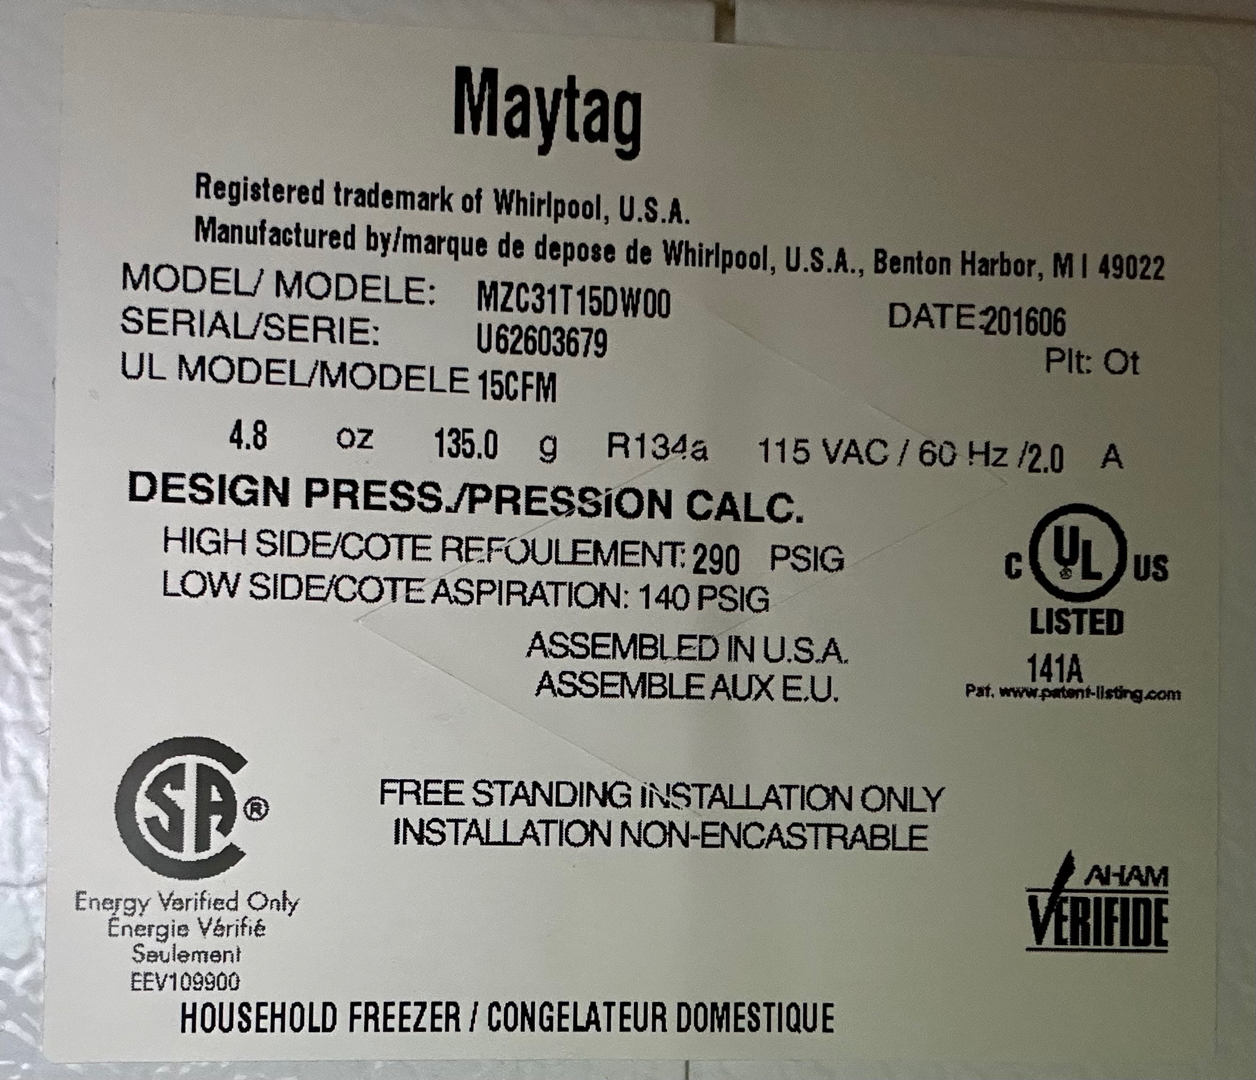 Maytag
Registered trademark of Whirlpool, U.S.A.
Manufactured by/marque de depose de Whirlpool, U.S.A., Benton Harbor, M I 49022
MODEL/ MODELE: MZC31T15DW00 DATE:201606
SERIAL/SERIE: U62603679 Plt: Ot
UL MODEL/MODELE 15CFM
4.8 oz 135.0 g R134a 115 VAC / 60 Hz /2.0 A
DESIGN PRESS./PRESSION CALC.
HIGH SIDE/COTE REFOULEMENT: 290 PSIG
LOW SIDE/COTE ASPIRATION: 140 PSIG
C UL ® US
LISTED
141A
Pat. www.patent-listing.com
ASSEMBLED IN U.S.A.
ASSEMBLE AUX E.U.
FREE STANDING INSTALLATION ONLY
INSTALLATION NON-ENCASTRABLE
CSA®
Energy Verified Only
Énergie Vérifié
Seulement
EEV109900
AHAM
VERIFIDE
HOUSEHOLD FREEZER / CONGELATEUR DOMESTIQUE